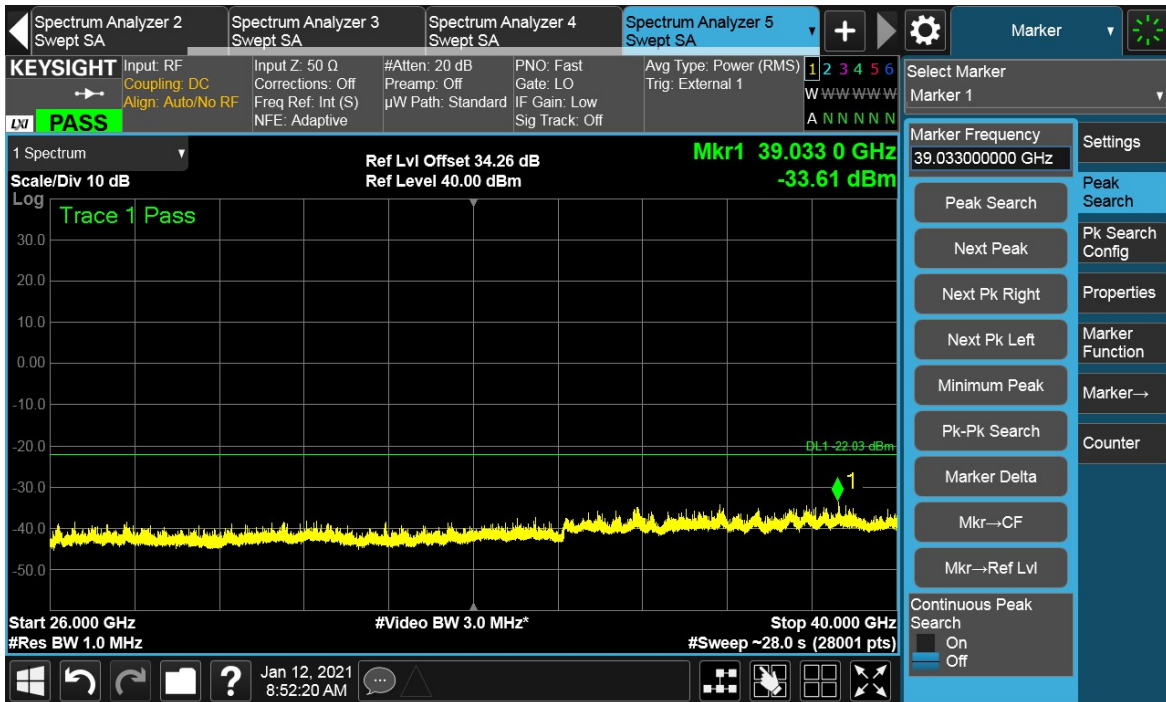 Spectrum Analyzer 2
Swept SA
Spectrum Analyzer 3
Swept SA
Spectrum Analyzer 4
Swept SA
Spectrum Analyzer 5
Swept SA
+
Marker
KEYSIGHT
LXI
PASS
Input: RF
Coupling: DC
Align: Auto/No RF
Input Z: 50 Ω
Corrections: Off
Freq Ref: Int (S)
NFE: Adaptive
#Atten: 20 dB
Preamp: Off
µW Path: Standard
PNO: Fast
Gate: LO
IF Gain: Low
Sig Track: Off
Avg Type: Power (RMS)
Trig: External 1
1 2 3 4 5 6
W W W W W W
A N N N N N
Select Marker
Marker 1
1 Spectrum
Scale/Div 10 dB
Ref Lvl Offset 34.26 dB
Ref Level 40.00 dBm
Mkr1 39.033 0 GHz
-33.61 dBm
Log
Trace 1 Pass
30.0
20.0
10.0
0.00
-10.0
-20.0
-30.0
-40.0
-50.0
DL1 -22.03 dBm
1
Start 26.000 GHz
#Res BW 1.0 MHz
#Video BW 3.0 MHz*
Stop 40.000 GHz
#Sweep ~28.0 s (28001 pts)
Marker Frequency
39.033000000 GHz
Peak Search
Next Peak
Next Pk Right
Next Pk Left
Minimum Peak
Pk-Pk Search
Marker Delta
Mkr→CF
Mkr→Ref Lvl
Continuous Peak
Search
On
Off
Settings
Peak
Search
Pk Search
Config
Properties
Marker
Function
Marker→
Counter
?
Jan 12, 2021
8:52:20 AM